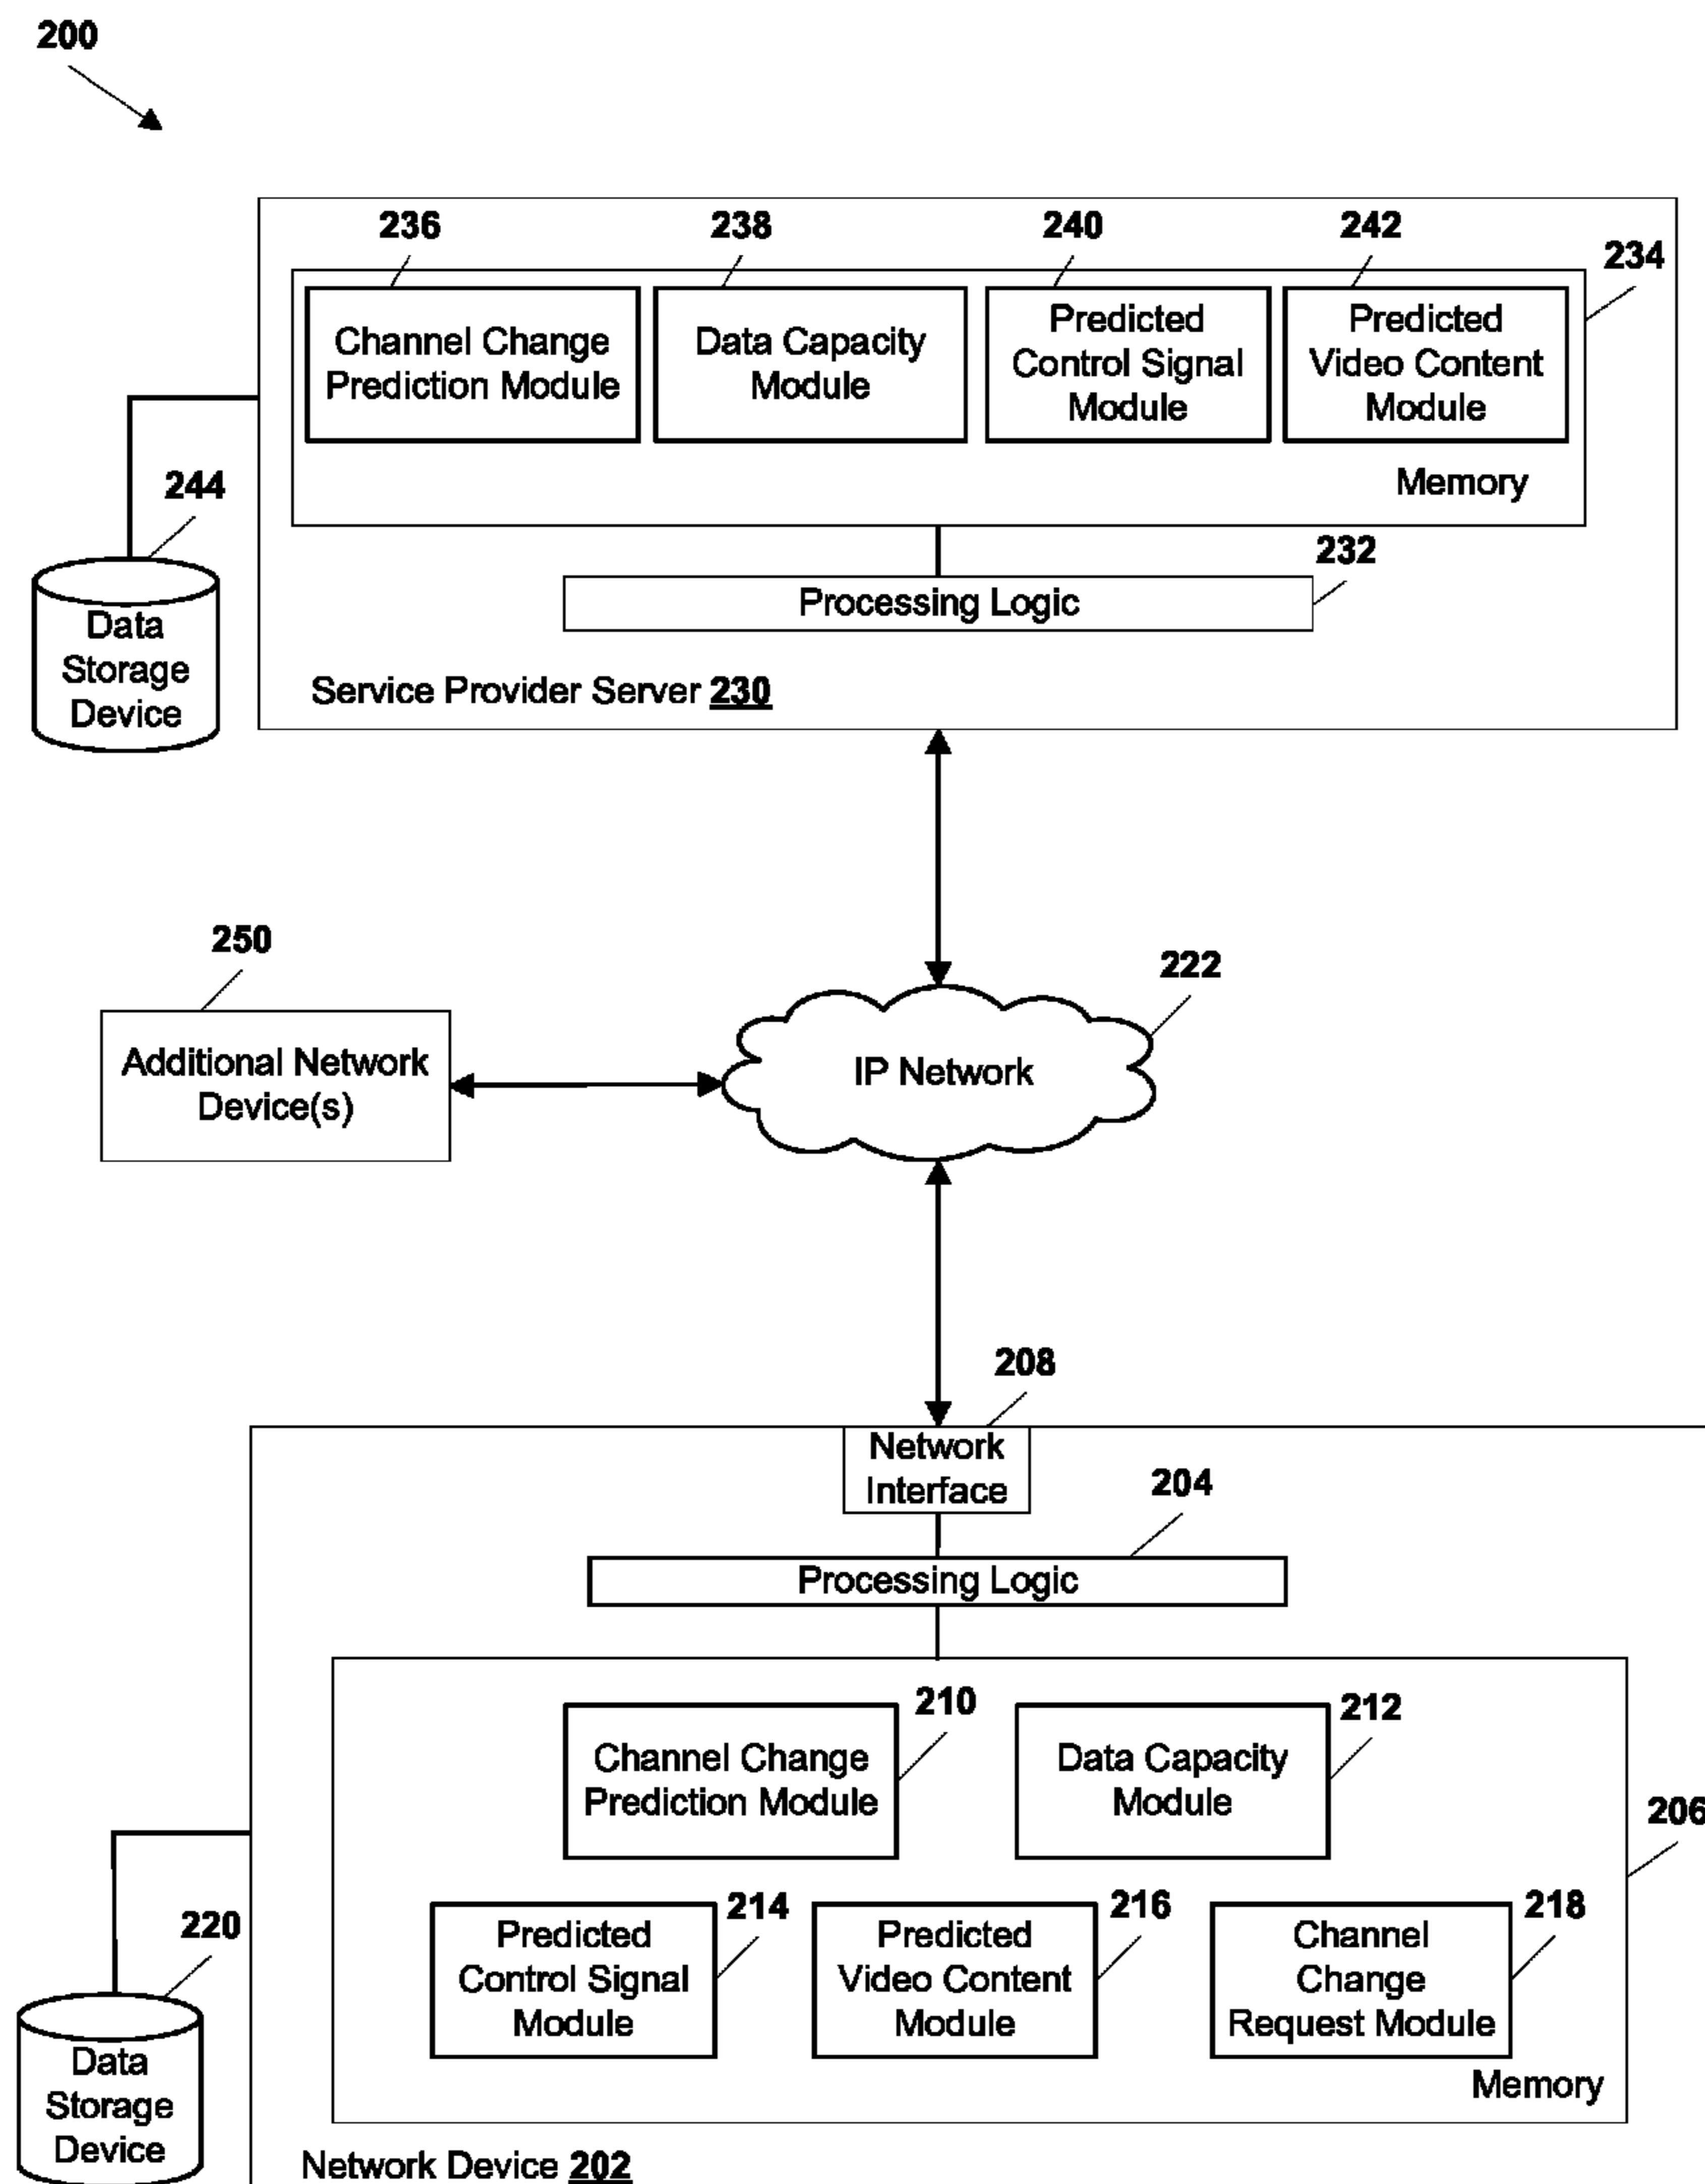 200
236
238
240
242
234
Channel Change
Prediction Module
Data Capacity
Module
Predicted
Control Signal
Module
Predicted
Video Content
Module
Memory
244
232
Data
Storage
Device
Processing Logic
Service Provider Server 230
250
222
Additional Network
Device(s)
IP Network
208
Network
Interface
204
Processing Logic
210
212
Channel Change
Prediction Module
Data Capacity
Module
206
214
216
218
220
Predicted
Control Signal
Module
Predicted
Video Content
Module
Channel
Change
Request Module
Data
Storage
Device
Memory
Network Device 202